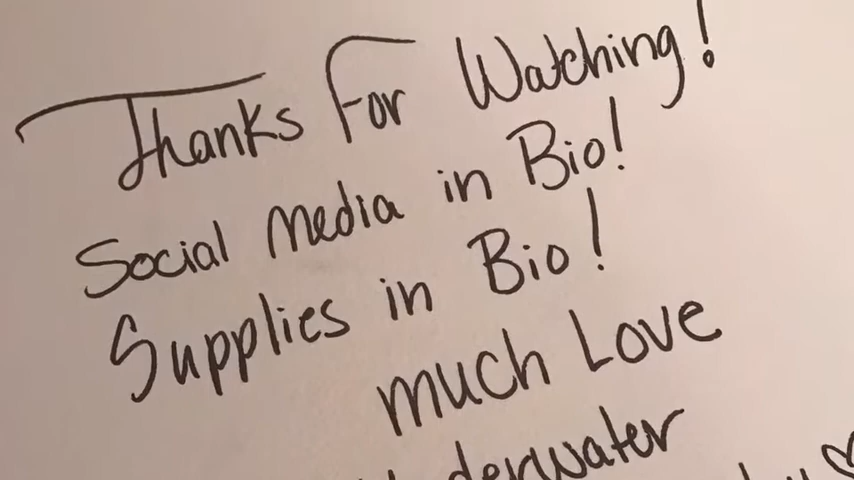 Thanks For Watching!
Social Media in Bio!
Supplies in Bio!
much Love